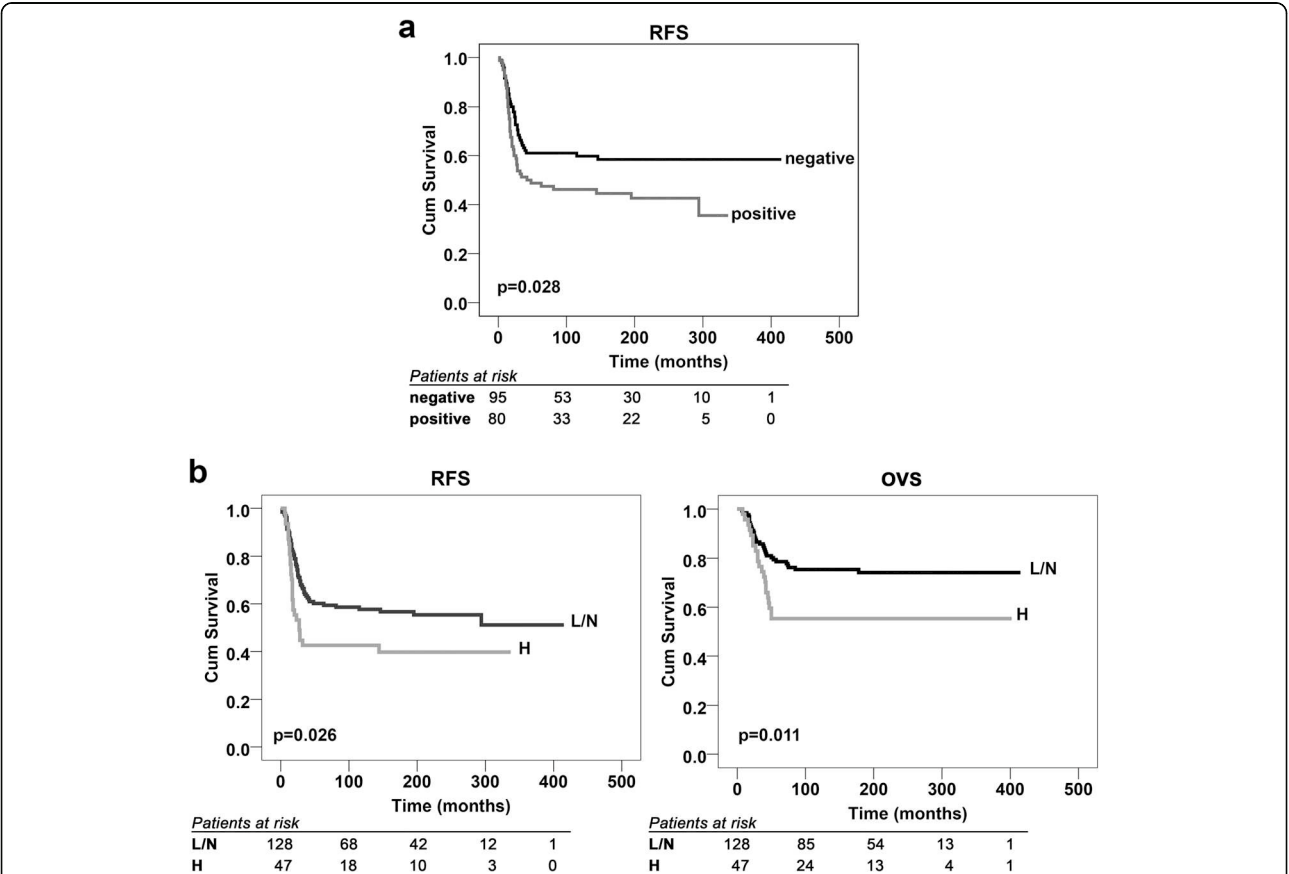 a
RFS
1.0
0.8
0.6
0.4
0.2
0.0
Cum Survival
negative
positive
p=0.028
0 100 200 300 400 500
Time (months)
Patients at risk
negative 95 53 30 10 1
positive 80 33 22 5 0
b
RFS
1.0
0.8
0.6
0.4
0.2
0.0
Cum Survival
L/N
H
p=0.026
0 100 200 300 400 500
Time (months)
Patients at risk
L/N 128 68 42 12 1
H 47 18 10 3 0
OVS
1.0
0.8
0.6
0.4
0.2
0.0
Cum Survival
L/N
H
p=0.011
0 100 200 300 400 500
Time (months)
Patients at risk
L/N 128 85 54 13 1
H 47 24 13 4 1